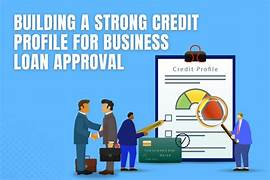 BUILDING A STRONG CREDIT
PROFILE FOR BUSINESS
LOAN APPROVAL
Credit Profile